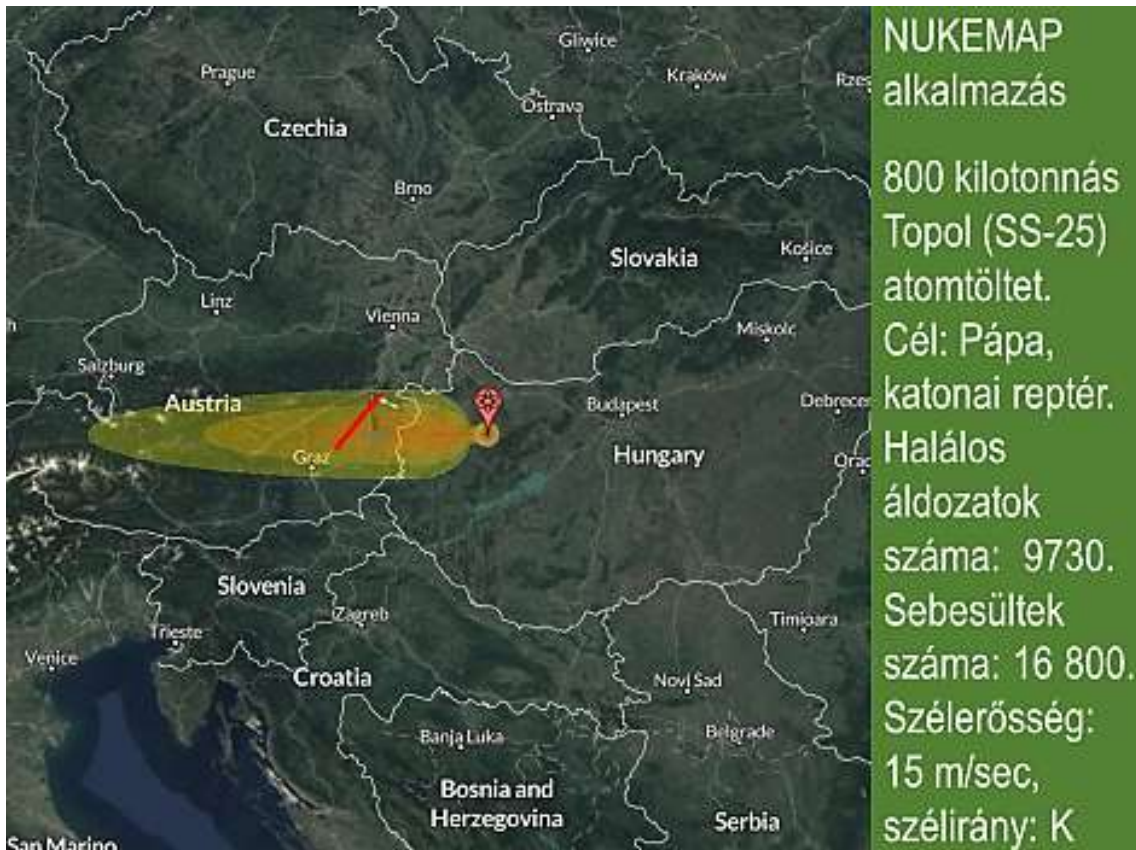 Gliwice
Prague
Kraków
Rzes
Ostrava
Czechia
Brno
Slovakia
Košice
Linz
Vienna
Miskolc
Salzburg
Austria
Budapest
Debrecen
Graz
Hungary
Orac
Slovenia
Zagreb
Timișoara
Trieste
Venice
Croatia
Novi Sad
Banja Luka
Belgrade
Bosnia and
Herzegovina
Serbia
San Marino
NUKEMAP
alkalmazás
800 kilotonnás
Topol (SS-25)
atomtöltet.
Cél: Pápa,
katonai reptér.
Halálos
áldozatok
száma: 9730.
Sebesültek
száma: 16 800.
Szélerősség:
15 m/sec,
szélirány: K